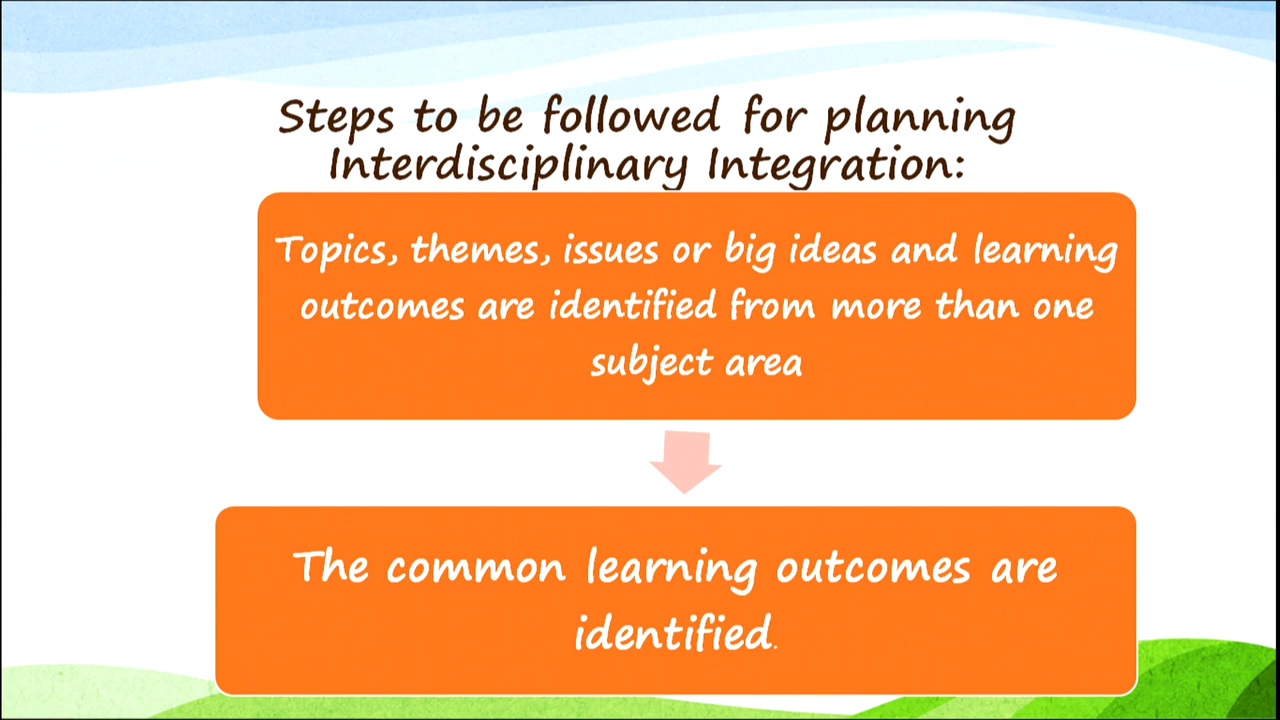 Steps to be followed for planning
Interdisciplinary Integration:
Topics, themes, issues or big ideas and learning
outcomes are identified from more than one
subject area
The common learning outcomes are
identified.